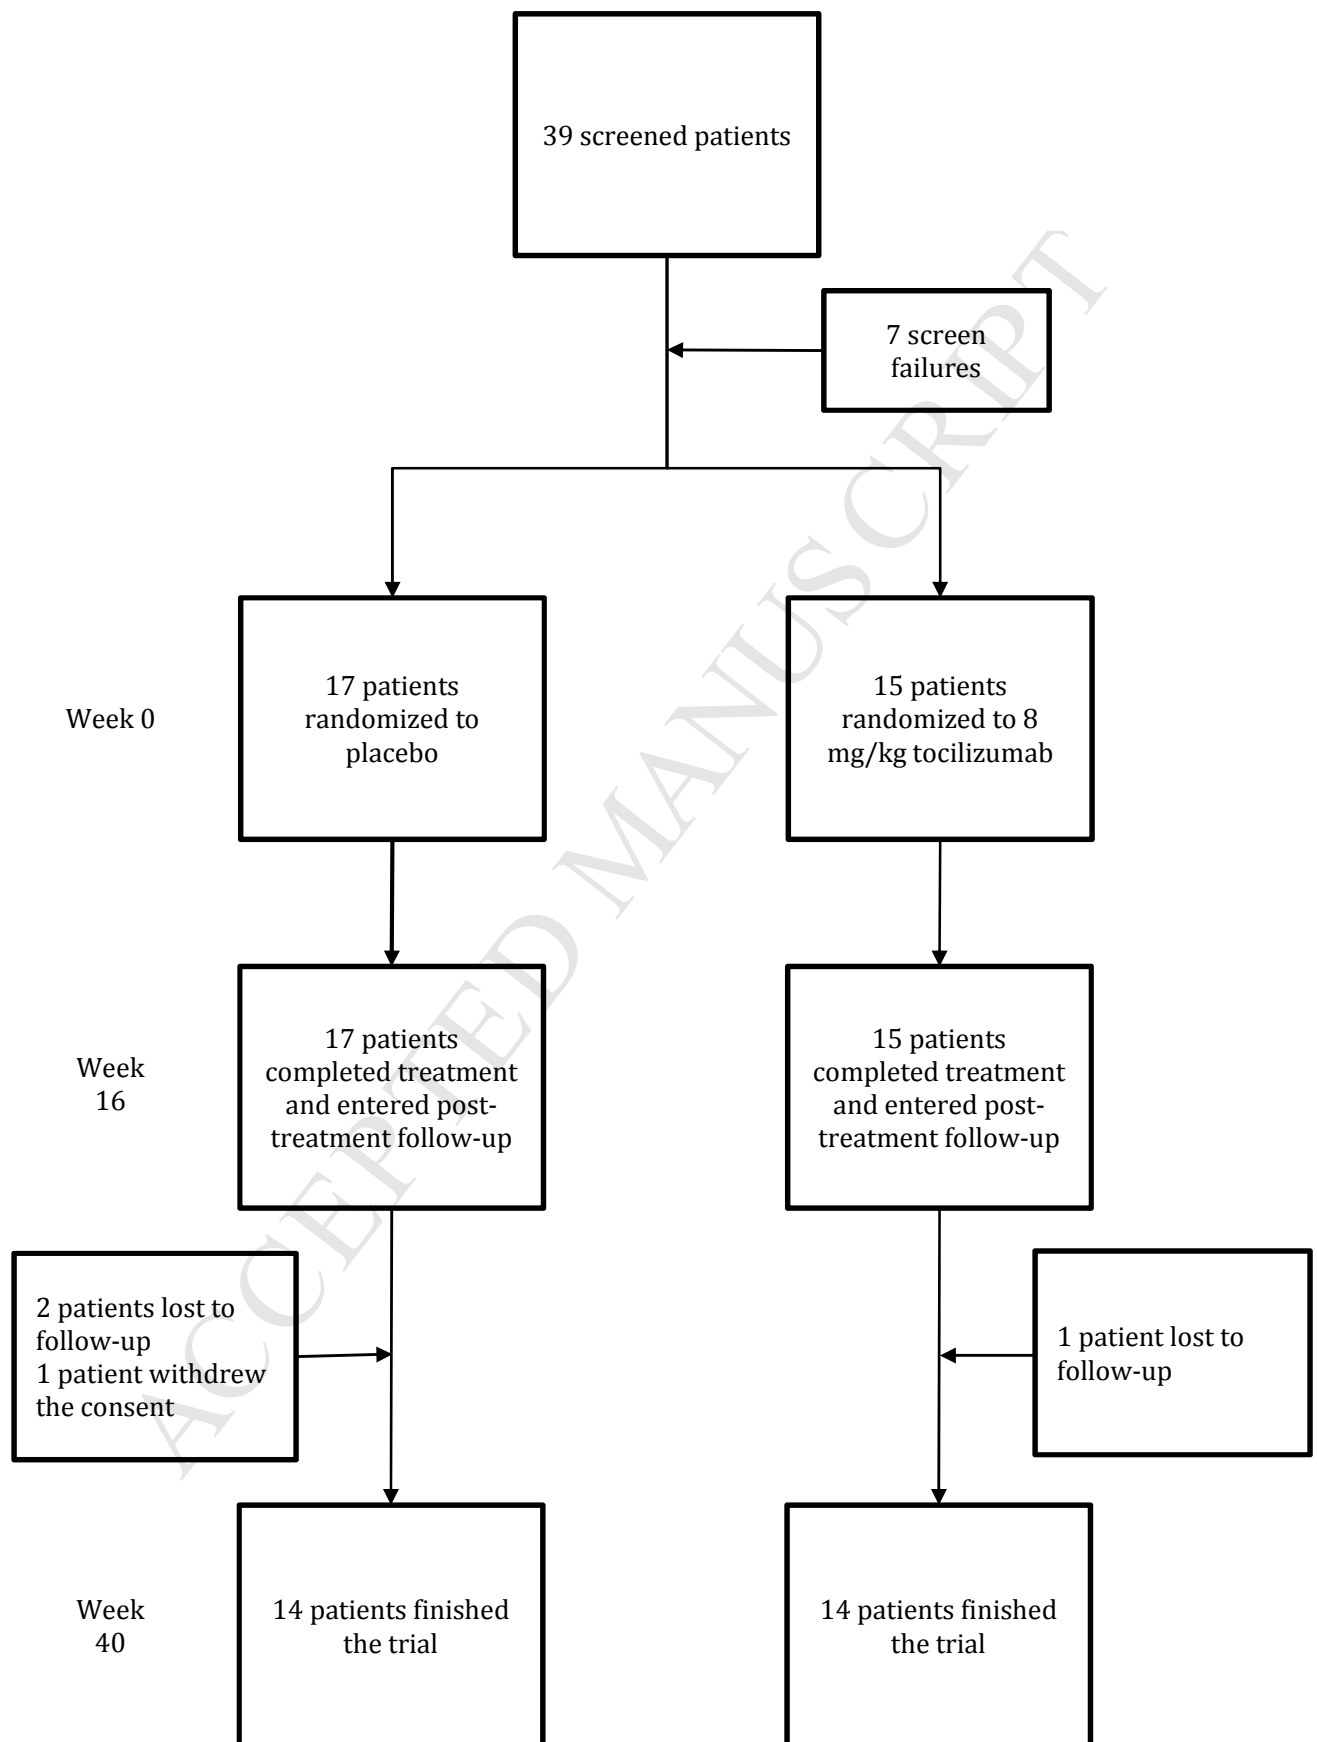 39 screened patients
7 screen
failures
Week 0
17 patients
randomized to
placebo
15 patients
randomized to 8
mg/kg tocilizumab
Week
16
17 patients
completed treatment
and entered post-
treatment follow-up
15 patients
completed treatment
and entered post-
treatment follow-up
2 patients lost to
follow-up
1 patient withdrew
the consent
1 patient lost to
follow-up
Week
40
14 patients finished
the trial
14 patients finished
the trial
ACCEPTED MANUSCRIPT